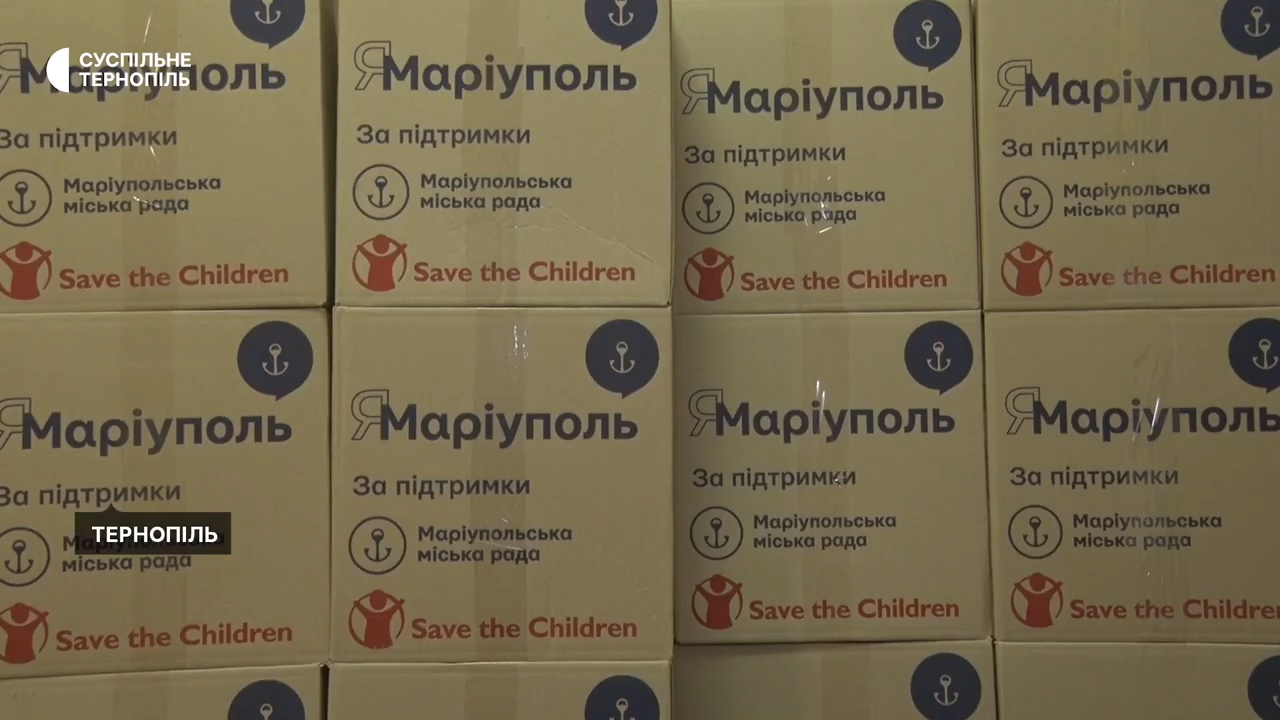 СУСПІЛЬНЕ
ТЕРНОПІЛЬ
ЯМаріуполь
За підтримки
Маріупольська
міська рада
Save the Children
ЯМаріуполь
За підтримки
Маріупольська
міська рада
Save the Children
ЯМаріуполь
За підтримки
Маріупольська
міська рада
Save the Children
ЯМаріуполь
За підтримки
Маріупольська
міська рада
Save the Children
ЯМаріуполь
За підтримки
ТЕРНОПІЛЬ
Маріупольська
міська рада
Save the Children
ЯМаріуполь
За підтримки
Маріупольська
міська рада
Save the Children
ЯМаріуполь
За підтримки
Маріупольська
міська рада
Save the Children
ЯМаріуполь
За підтримки
Маріупольська
міська рада
Save the Children